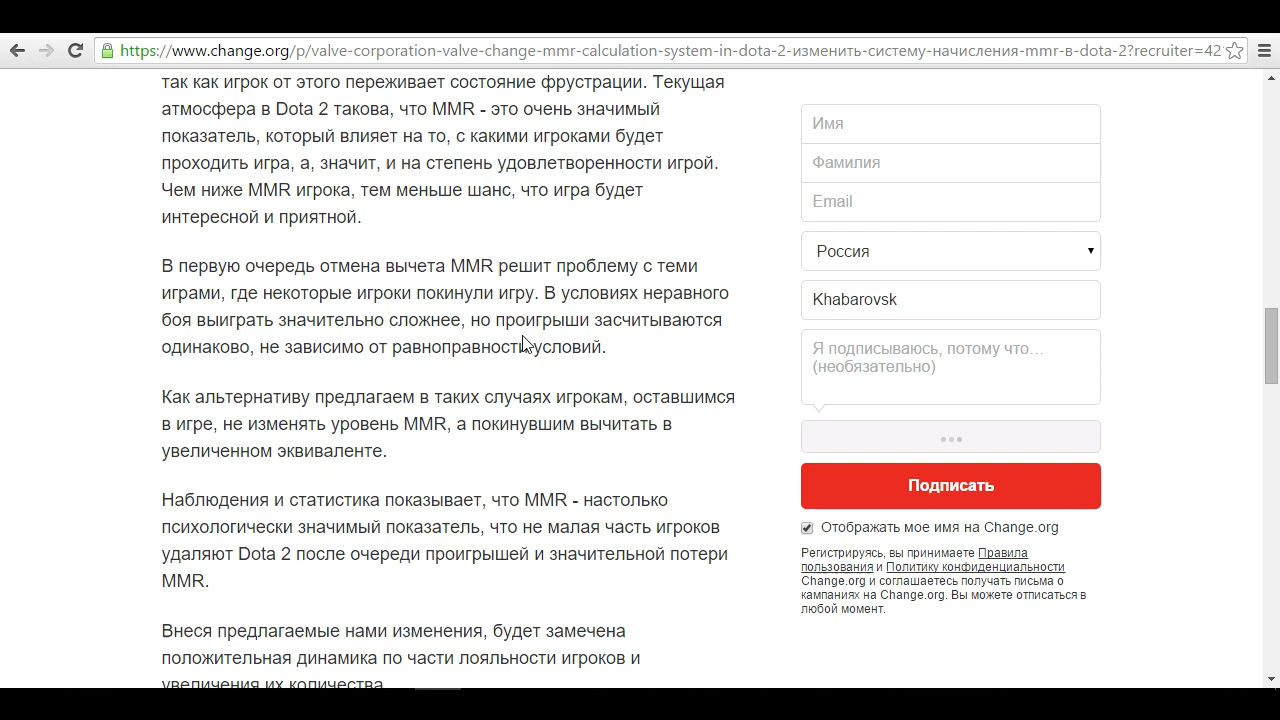 https://www.change.org/p/valve-corporation-valve-change-mmr-calculation-system-in-dota-2-изменить-систему-начисления-mmr-в-dota-2?recruiter=42
так как игрок от этого переживает состояние фрустрации. Текущая
атмосфера в Dota 2 такова, что MMR - это очень значимый
показатель, который влияет на то, с какими игроками будет
проходить игра, а, значит, и на степень удовлетворенности игрой.
Чем ниже MMR игрока, тем меньше шанс, что игра будет
интересной и приятной.
В первую очередь отмена вычета MMR решит проблему с теми
играми, где некоторые игроки покинули игру. В условиях неравного
боя выиграть значительно сложнее, но проигрыши засчитываются
одинаково, не зависимо от равноправности условий.
Как альтернативу предлагаем в таких случаях игрокам, оставшимся
в игре, не изменять уровень MMR, а покинувшим вычитать в
увеличенном эквиваленте.
Наблюдения и статистика показывает, что MMR - настолько
психологически значимый показатель, что не малая часть игроков
удаляют Dota 2 после очереди проигрышей и значительной потери
MMR.
Внеся предлагаемые нами изменения, будет замечена
положительная динамика по части лояльности игроков и
увеличения их количества
Имя
Фамилия
Email
Россия
Khabarovsk
Я подписываюсь, потому что...
(необязательно)
Подписать
Отображать мое имя на Change.org
Регистрируясь, вы принимаете Правила
пользования и Политику конфиденциальности
Change.org и соглашаетесь получать письма о
кампаниях на Change.org. Вы можете отписаться в
любой момент.